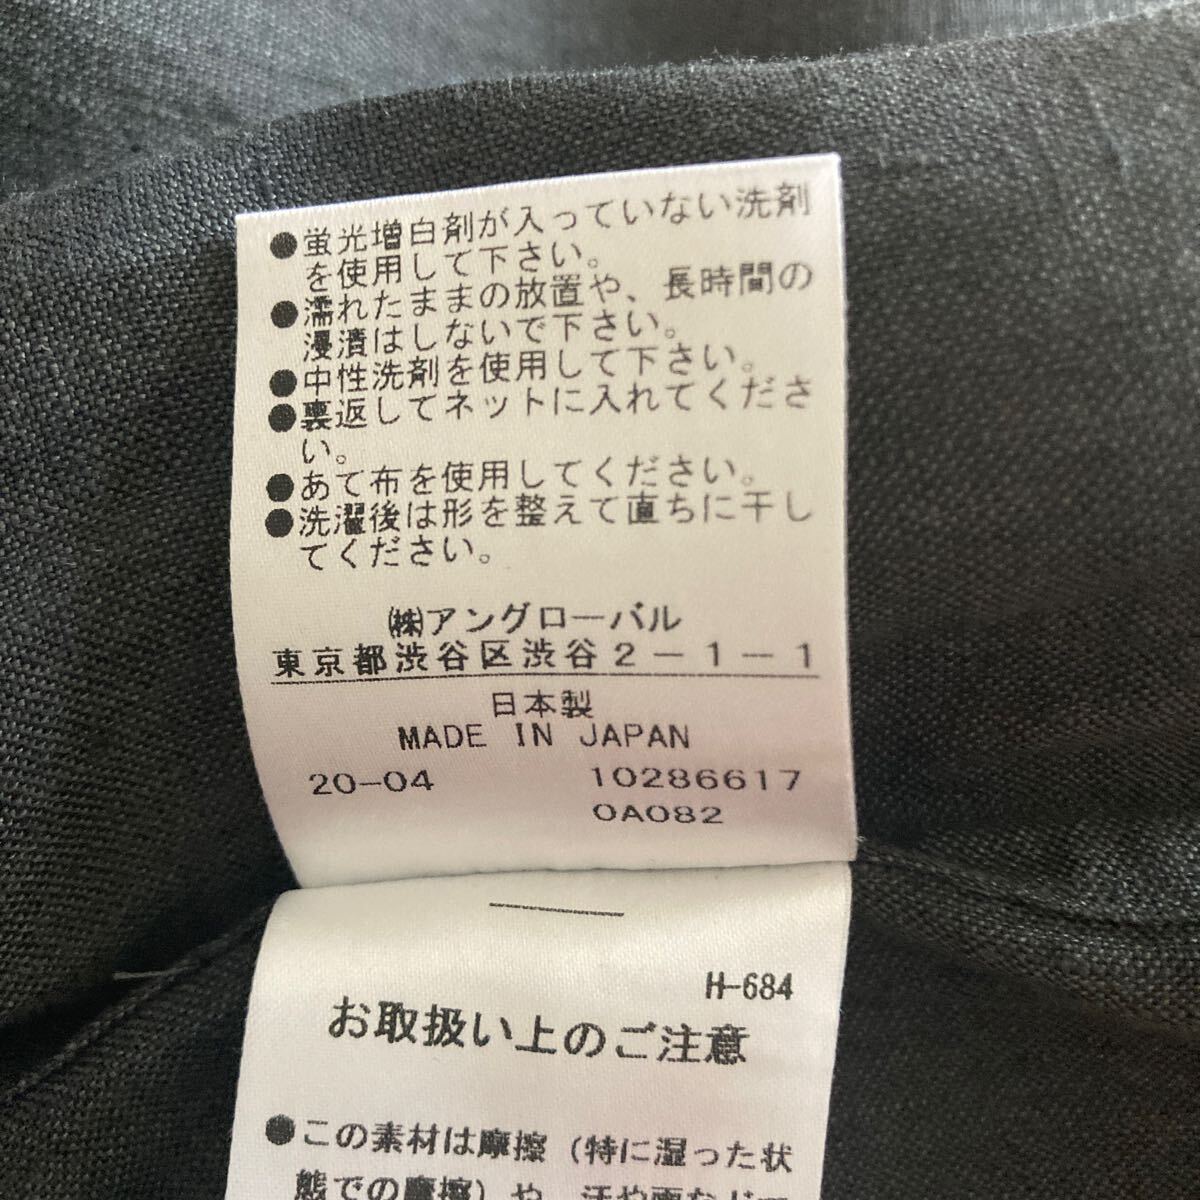 ●蛍光増白剤が入っていない洗剤
を使用して下さい。
●濡れたままの放置や、長時間の
浸漬はしないで下さい。
●中性洗剤を使用して下さい。
●裏返してネットに入れてくださ
い。
●あて布を使用してください。
●洗濯後は形を整えて直ちに干し
てください。
㈱アングローバル
東京都渋谷区渋谷2-1-1
日本製
MADE IN JAPAN
20-04 10286617
0A082
H-684
お取扱い上のご注意
●この素材は摩擦(特に湿った状
態での摩擦)や、汗や雨などで